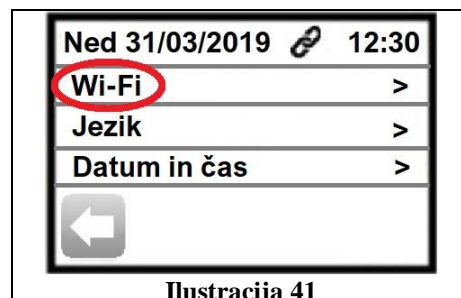 Ned 31/03/2019 12:30
Wi-Fi >
Jezik >
Datum in čas >
Ilustracija 41